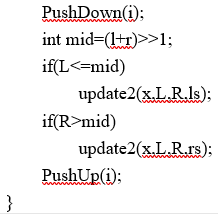 PushDown(i);
int mid=(l+r)>>1;
if(L<=mid)
update2(x,L,R,ls);
if(R>mid)
update2(x,L,R,rs);
PushUp(i);
}